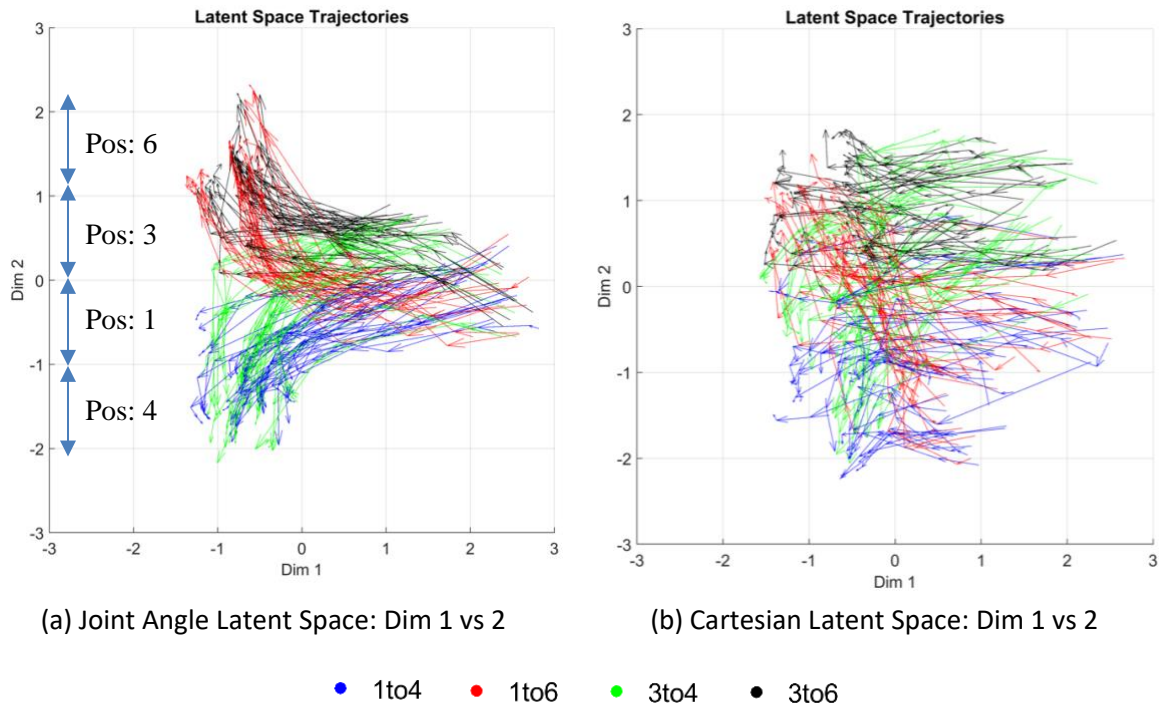 Latent Space Trajectories
3
2
1
0
-1
-2
-3
Dim 2
Pos: 6
Pos: 3
Pos: 1
Pos: 4
-3 -2 -1 0 1 2 3
Dim 1
(a) Joint Angle Latent Space: Dim 1 vs 2
Latent Space Trajectories
3
2
1
0
-1
-2
-3
Dim 2
-3 -2 -1 0 1 2 3
Dim 1
(b) Cartesian Latent Space: Dim 1 vs 2
1to4 1to6 3to4 3to6